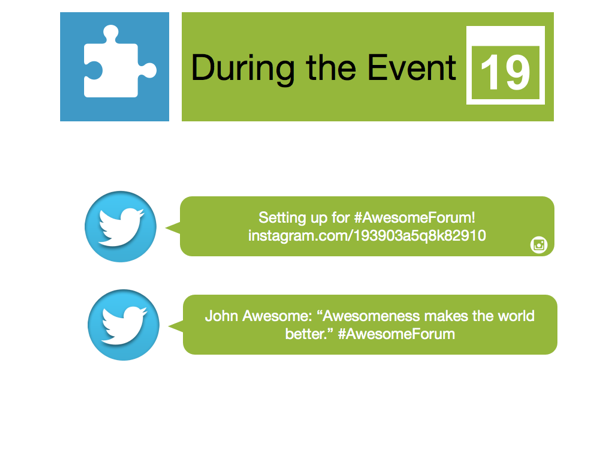 During the Event
19
Setting up for #AwesomeForum!
instagram.com/193903a5q8k82910
John Awesome: “Awesomeness makes the world
better.” #AwesomeForum